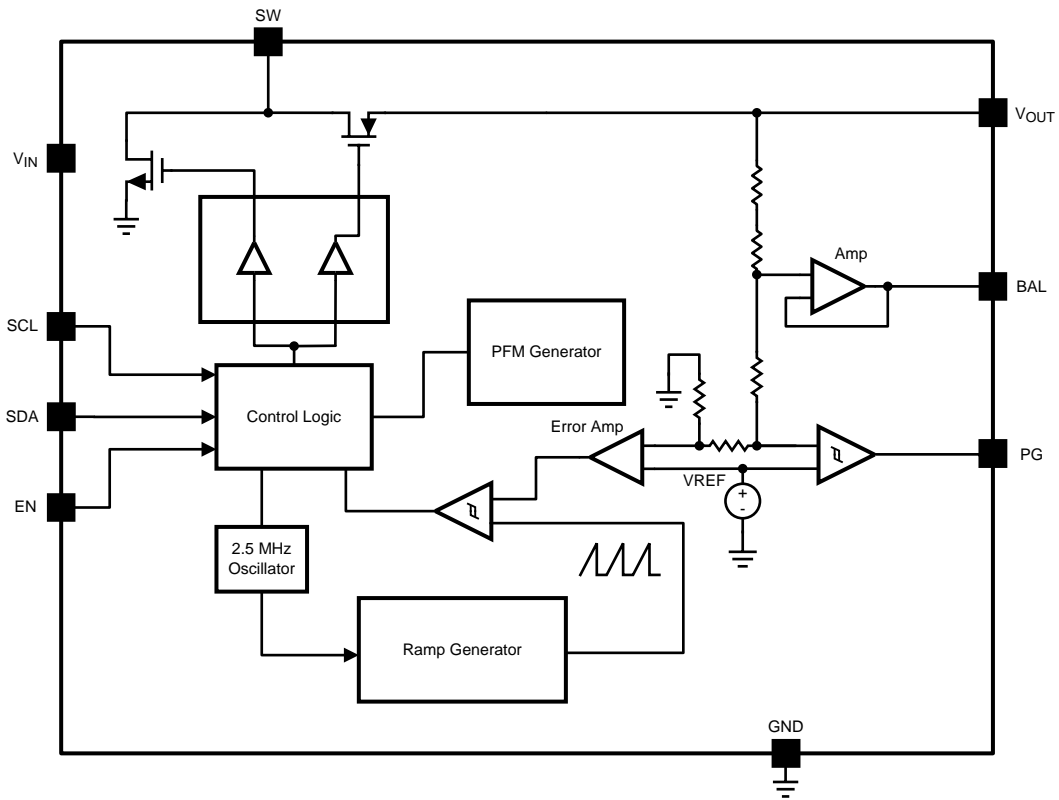 SW
VOUT
VIN
Amp
BAL
SCL
PFM Generator
SDA
Control Logic
Error Amp
VREF
+
-
PG
EN
2.5 MHz
Oscillator
Ramp Generator
GND